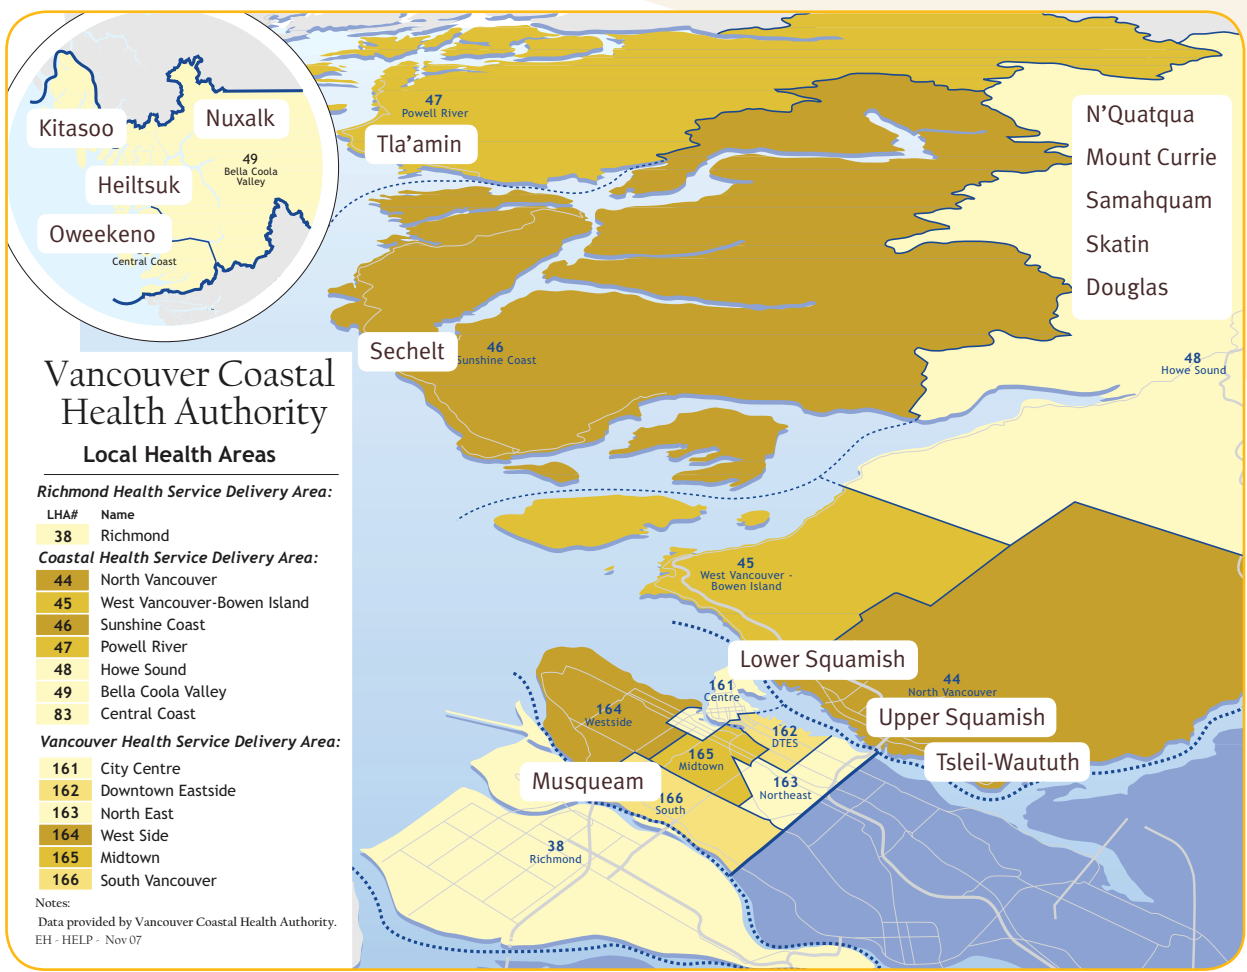 Kitasoo
Nuxalk
49
Bella Coola
Valley
Heiltsuk
Oweekeno
Central Coast
47
Powell River
Tla'amin
N'Quatqua
Mount Currie
Samahquam
Skatin
Douglas
Sechelt
46
Sunshine Coast
48
Howe Sound
Vancouver Coastal
Health Authority
Local Health Areas
Richmond Health Service Delivery Area:
LHA# Name
38 Richmond
Coastal Health Service Delivery Area:
44 North Vancouver
45 West Vancouver-Bowen Island
46 Sunshine Coast
47 Powell River
48 Howe Sound
49 Bella Coola Valley
83 Central Coast
Vancouver Health Service Delivery Area:
161 City Centre
162 Downtown Eastside
163 North East
164 West Side
165 Midtown
166 South Vancouver
Notes:
Data provided by Vancouver Coastal Health Authority.
EH - HELP - Nov 07
45
West Vancouver -
Bowen Island
Lower Squamish
44
North Vancouver
Upper Squamish
Tsleil-Waututh
161
Centre
164
Westside
162
DTES
165
Midtown
163
Northeast
Musqueam
166
South
38
Richmond